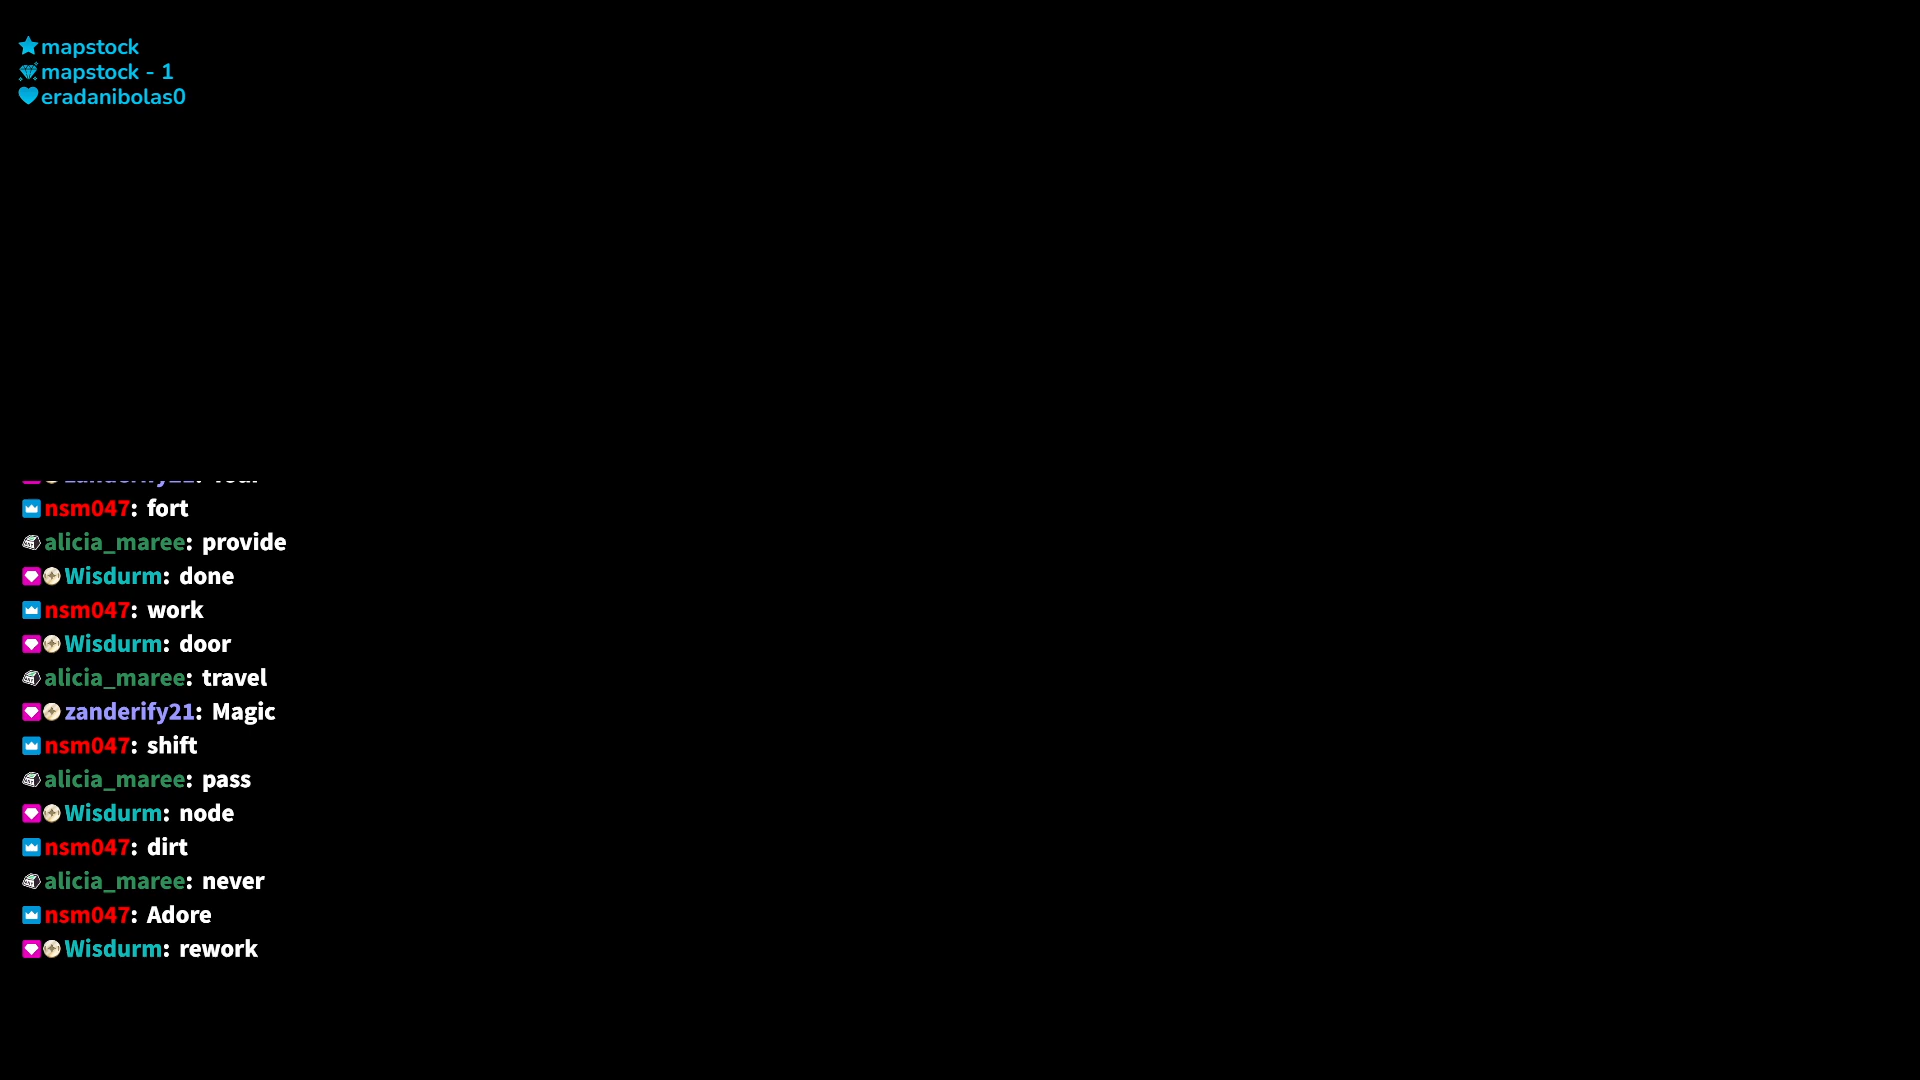 mapstock
mapstock - 1
eradanibolas0
nsm047: fort
alicia_maree: provide
Wisdurm: done
nsm047: work
Wisdurm: door
alicia_maree: travel
zanderify21: Magic
nsm047: shift
alicia_maree: pass
Wisdurm: node
nsm047: dirt
alicia_maree: never
nsm047: Adore
Wisdurm: rework